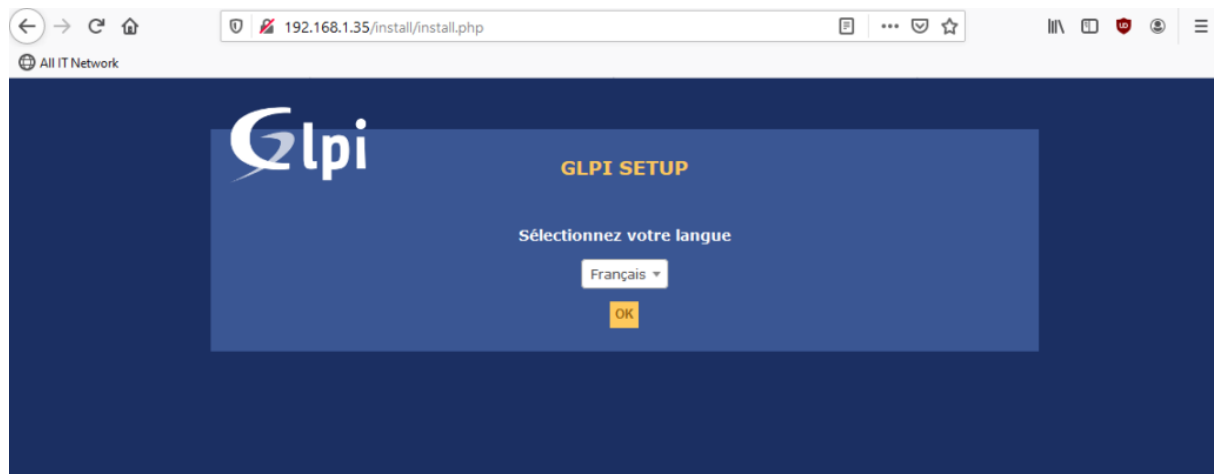 192.168.1.35/install/install.php
All IT Network
Glpi
GLPI SETUP
Sélectionnez votre langue
Français
OK